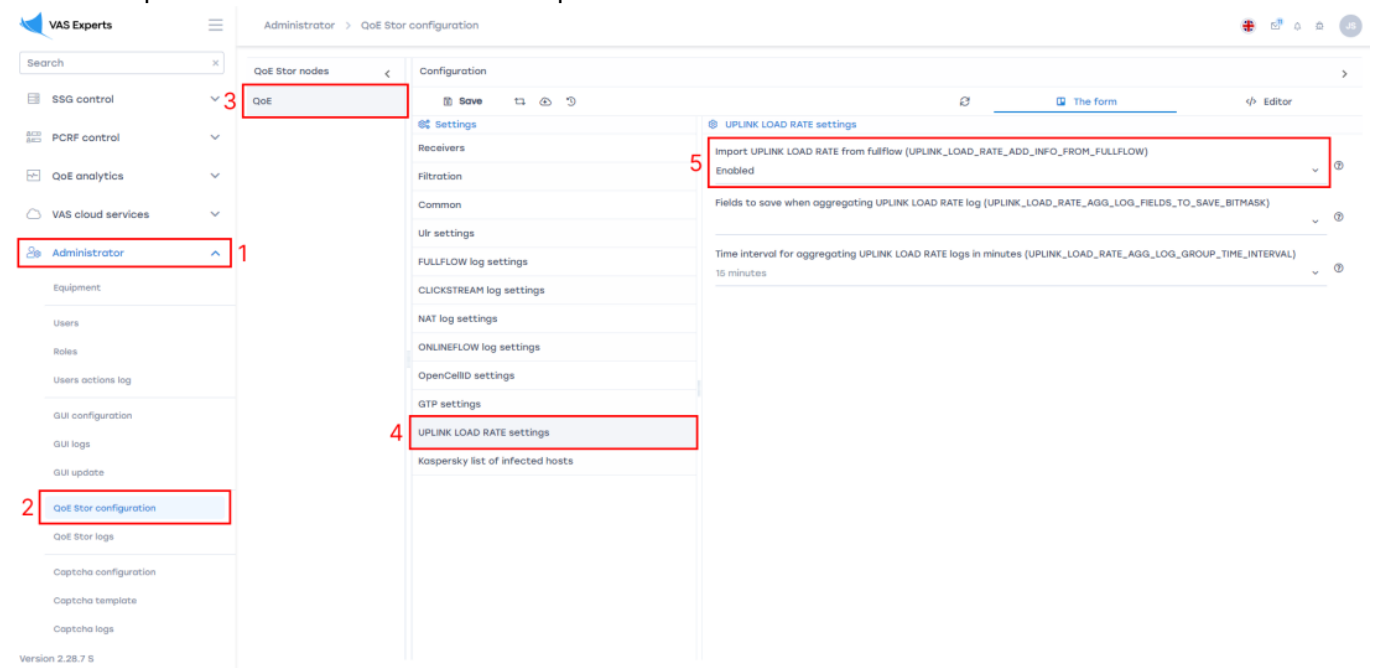 VAS Experts
Administrator > QoE Stor configuration
JS
Search ×
QoE Stor nodes
Configuration
SSG control
3
QoE
Save
The form
</> Editor
Settings
UPLINK LOAD RATE settings
PCRF control
Receivers
5
Import UPLINK LOAD RATE from fullflow (UPLINK_LOAD_RATE_ADD_INFO_FROM_FULLFLOW)
Enabled
QoE analytics
Filtration
Common
Fields to save when aggregating UPLINK LOAD RATE log (UPLINK_LOAD_RATE_AGG_LOG_FIELDS_TO_SAVE_BITMASK)
VAS cloud services
Ulr settings
Administrator
1
Time interval for aggregating UPLINK LOAD RATE logs in minutes (UPLINK_LOAD_RATE_AGG_LOG_GROUP_TIME_INTERVAL)
15 minutes
FULLFLOW log settings
Equipment
CLICKSTREAM log settings
Users
NAT log settings
Roles
ONLINEFLOW log settings
Users actions log
OpenCellID settings
GTP settings
GUI configuration
4
UPLINK LOAD RATE settings
GUI logs
Kaspersky list of infected hosts
GUI update
2
QoE Stor configuration
QoE Stor logs
Captcha configuration
Captcha template
Captcha logs
Version 2.28.7 S